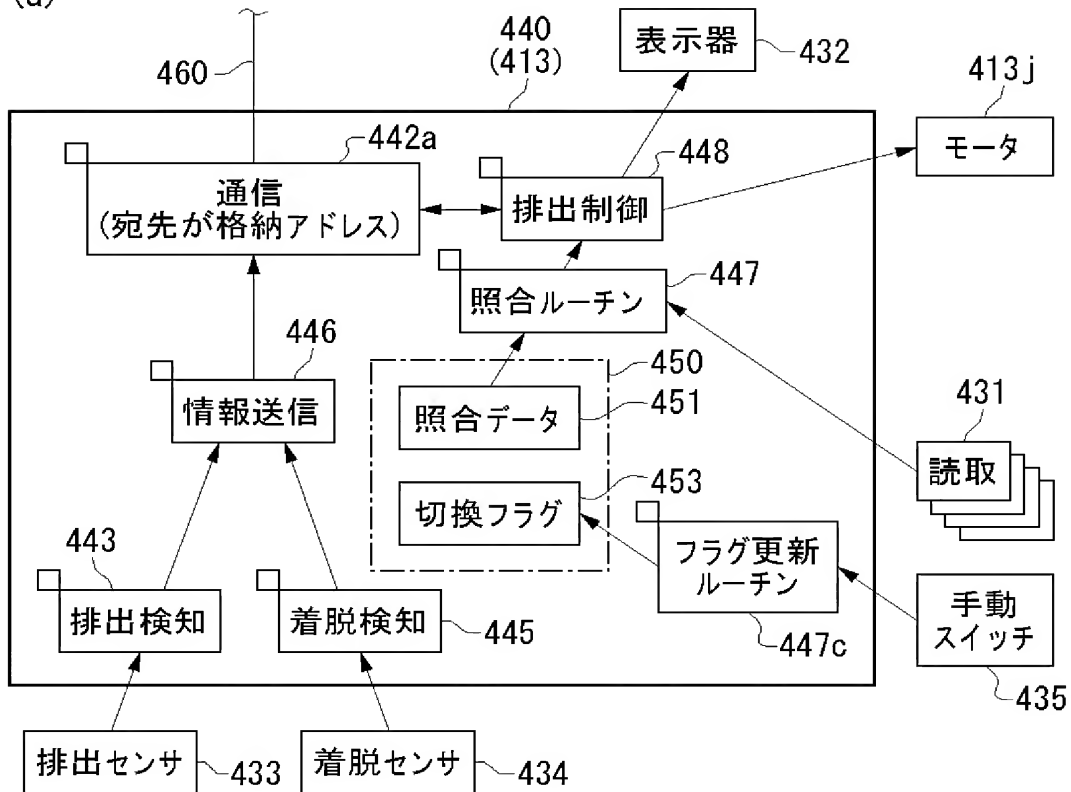 (a)
440
(413)
表示器
432
460
413j
442a
モータ
通信
(宛先が格納アドレス)
448
排出制御
447
照合ルーチン
446
情報送信
450
照合データ
451
431
読取
453
切換フラグ
443
フラグ更新
ルーチン
排出検知
着脱検知
445
447c
手動
スイッチ
435
排出センサ
433
着脱センサ
434